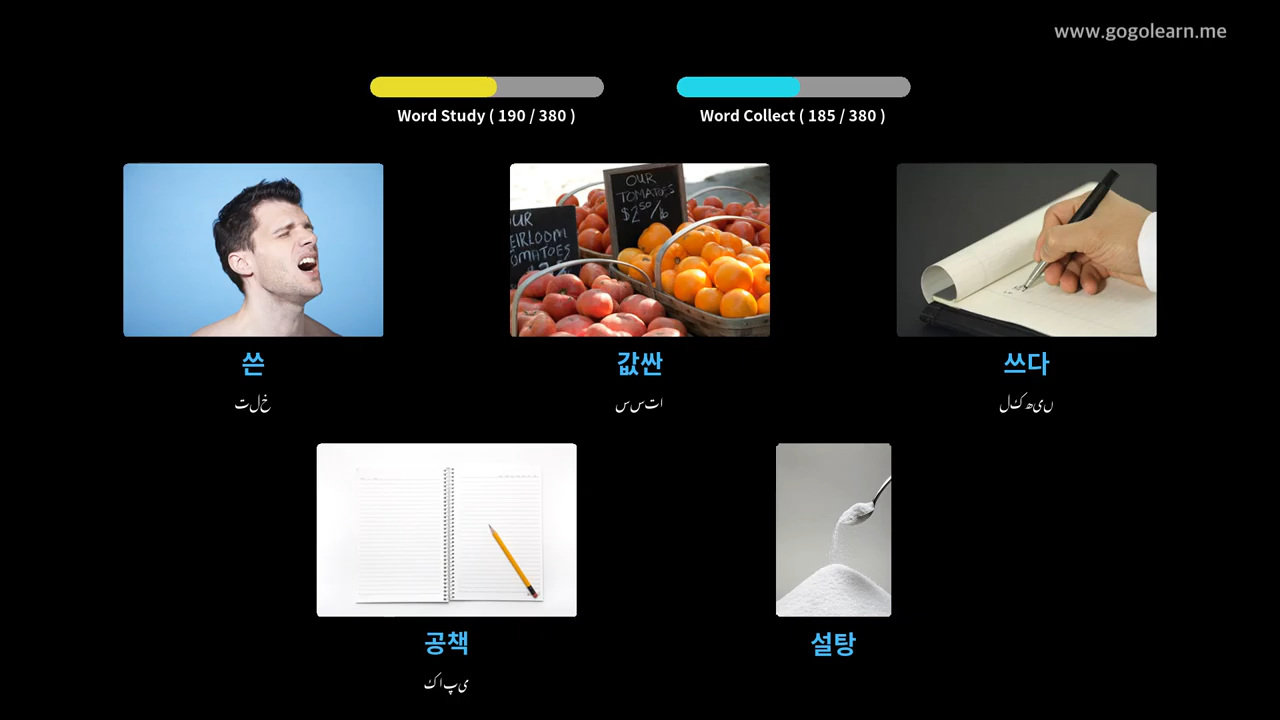 www.gogolearn.me
Word Study ( 190 / 380 )
Word Collect ( 185 / 380 )
쓴
값싼
쓰다
تلخ
سستا
لکھیں
공책
설탕
کاپی